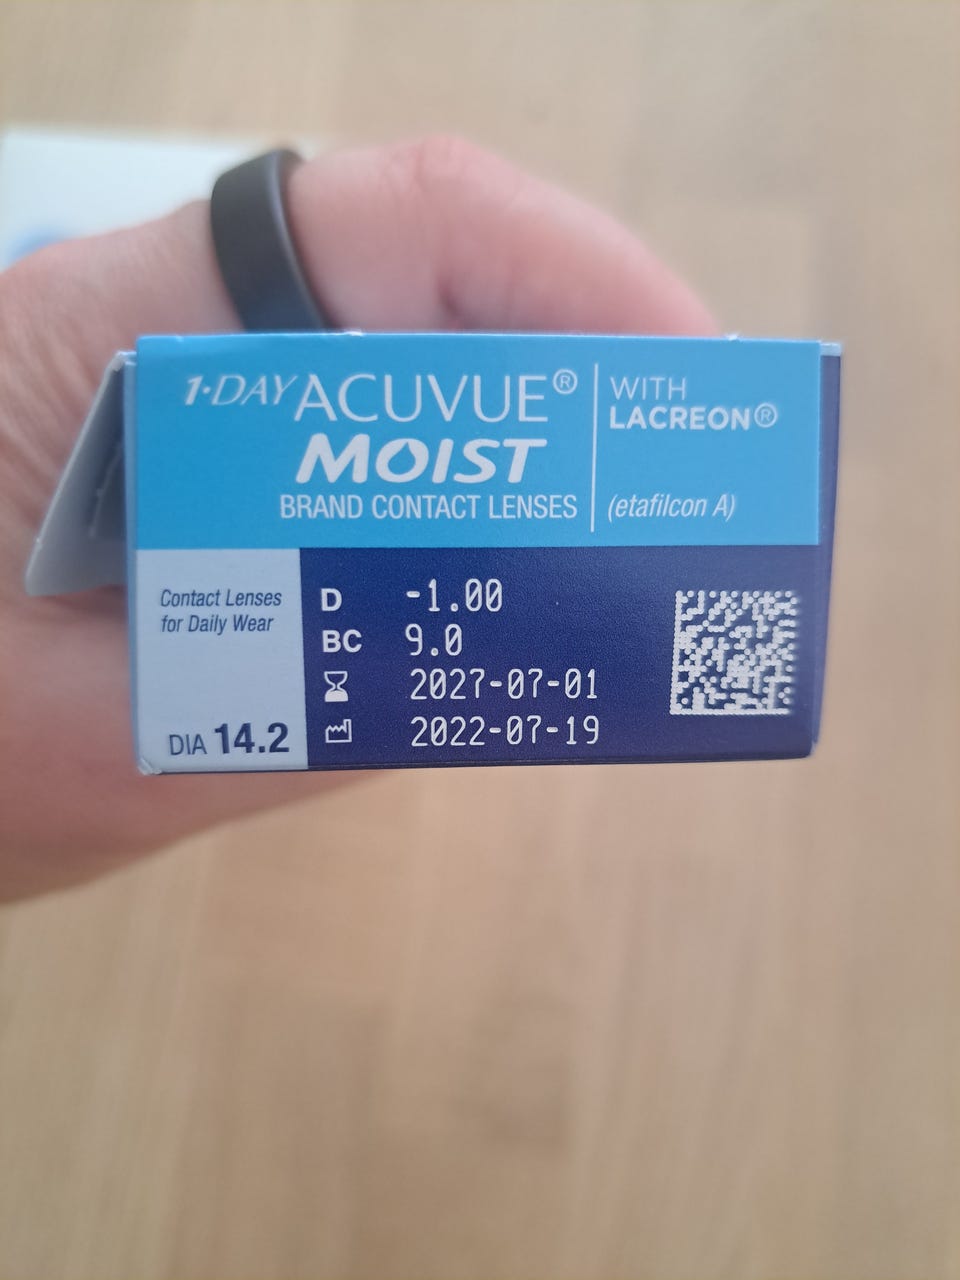 1·DAY ACUVUE® MOIST
BRAND CONTACT LENSES
WITH
LACREON®
(etafilcon A)
Contact Lenses
for Daily Wear
DIA 14.2
D -1.00
BC 9.0
2027-07-01
2022-07-19